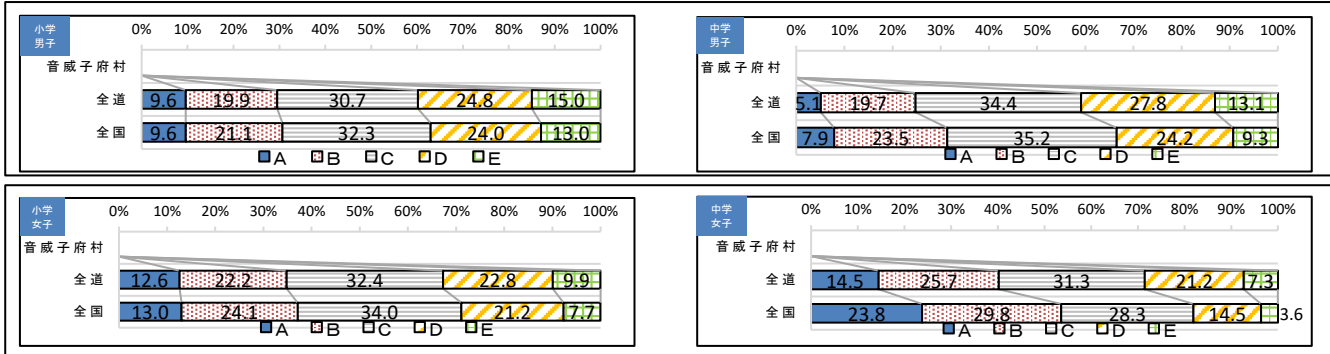 小学
男子
0% 10% 20% 30% 40% 50% 60% 70% 80% 90% 100%
音威子府村
全道 9.6 19.9 30.7 24.8 15.0
全国 9.6 21.1 32.3 24.0 13.0
A B C D E
中学
男子
0% 10% 20% 30% 40% 50% 60% 70% 80% 90% 100%
音威子府村
全道 5.1 19.7 34.4 27.8 13.1
全国 7.9 23.5 35.2 24.2 9.3
A B C D E
小学
女子
0% 10% 20% 30% 40% 50% 60% 70% 80% 90% 100%
音威子府村
全道 12.6 22.2 32.4 22.8 9.9
全国 13.0 24.1 34.0 21.2 7.7
A B C D E
中学
女子
0% 10% 20% 30% 40% 50% 60% 70% 80% 90% 100%
音威子府村
全道 14.5 25.7 31.3 21.2 7.3
全国 23.8 29.8 28.3 14.5 3.6
A B C D E